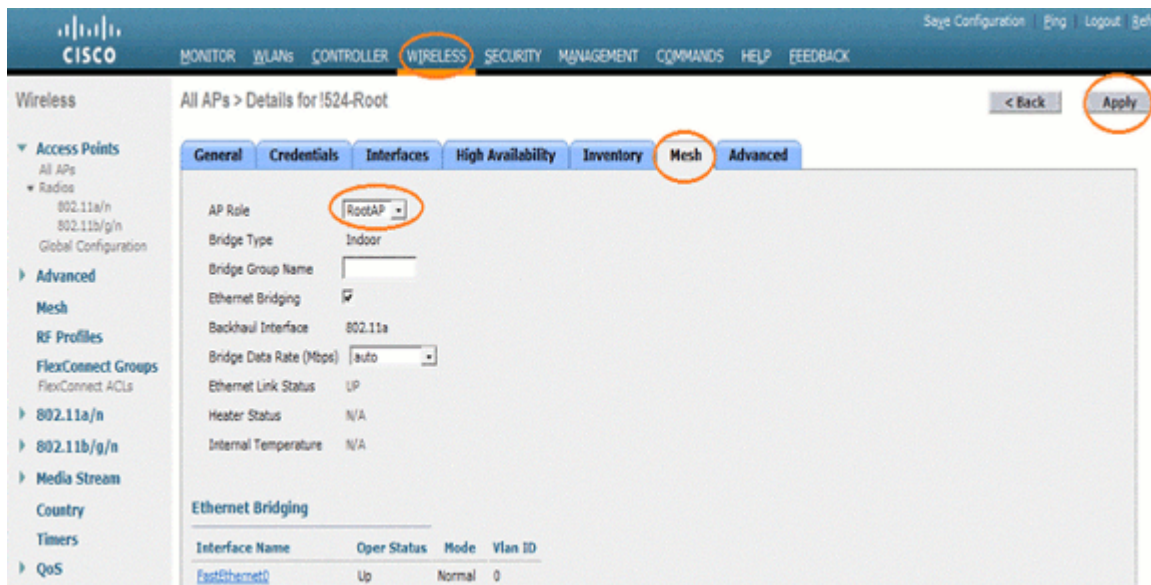 Save Configuration Ping Logout Ref
CISCO
MONITOR WLANs CONTROLLER WIRELESS SECURITY MANAGEMENT COMMANDS HELP FEEDBACK
Wireless
All APs > Details for !524-Root
< Back
Apply
Access Points
All APs
Radios
802.11a/n
802.11b/g/n
Global Configuration
Advanced
Mesh
RF Profiles
FlexConnect Groups
FlexConnect ACLs
802.11a/n
802.11b/g/n
Media Stream
Country
Timers
QoS
General Credentials Interfaces High Availability Inventory Mesh Advanced
AP Role RootAP
Bridge Type Indoor
Bridge Group Name
Ethernet Bridging
Backhaul Interface 802.11a
Bridge Data Rate (Mbps) auto
Ethernet Link Status UP
Heater Status N/A
Internal Temperature N/A
Ethernet Bridging
Interface Name Oper Status Mode Vlan ID
FastEthernet0 Up Normal 0